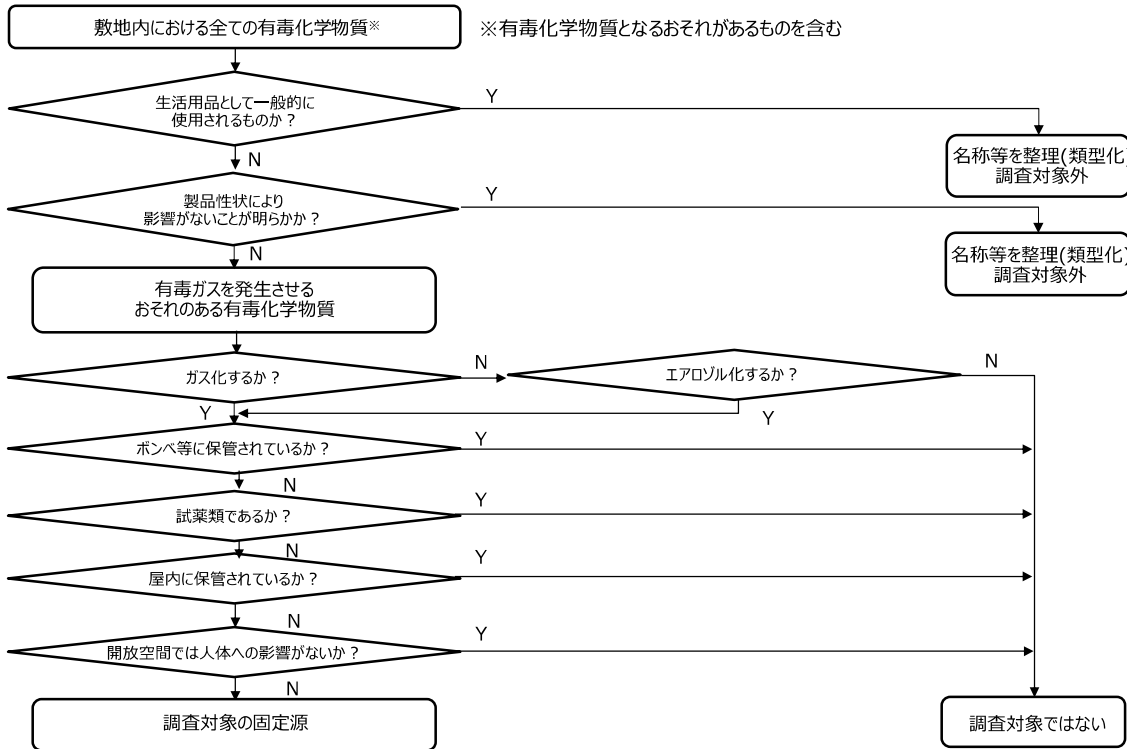 敷地内における全ての有毒化学物質※
※有毒化学物質となるおそれがあるものを含む
生活用品として一般的に
使用されるものか？
Y
N
名称等を整理(類型化)
調査対象外
製品性状により
影響がないことが明らかか？
Y
N
名称等を整理(類型化)
調査対象外
有毒ガスを発生させる
おそれのある有毒化学物質
ガス化するか？
N
エアロゾル化するか？
N
Y
Y
ボンベ等に保管されているか？
Y
N
試薬類であるか？
Y
N
屋内に保管されているか？
Y
N
開放空間では人体への影響がないか？
Y
N
調査対象の固定源
調査対象ではない